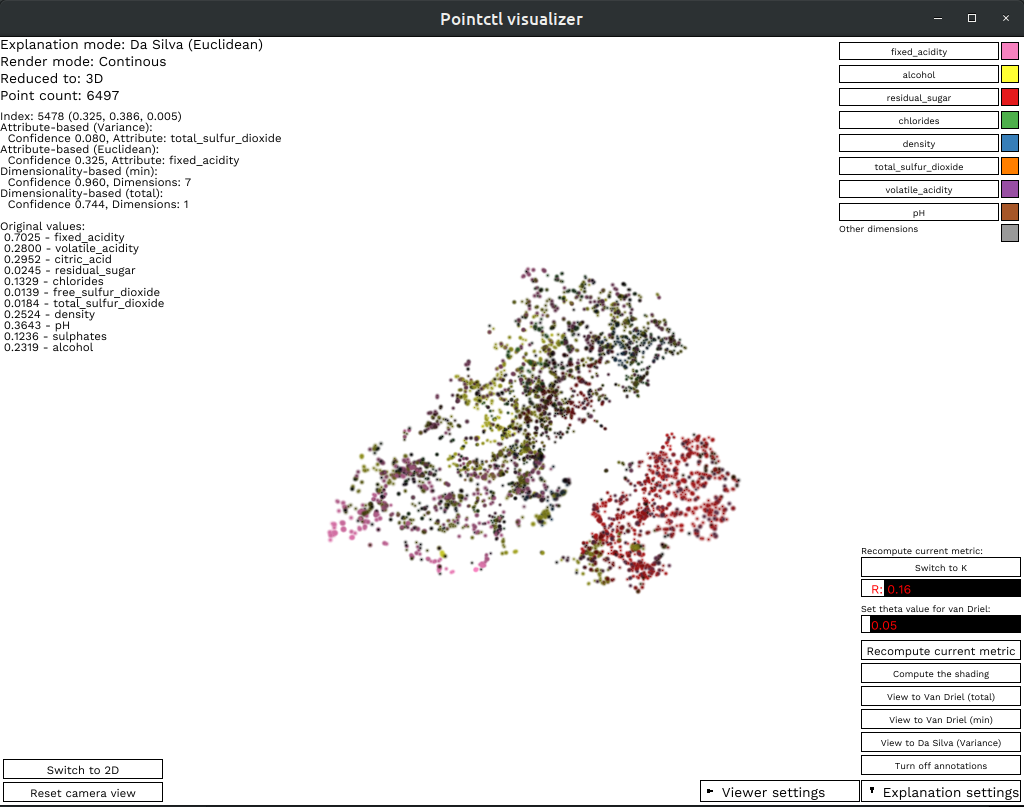 Pointctl visualizer
Explanation mode: Da Silva (Euclidean)
Render mode: Continous
Reduced to: 3D
Point count: 6497
Index: 5478 (0.325, 0.386, 0.005)
Attribute-based (Variance):
Confidence 0.080, Attribute: total_sulfur_dioxide
Attribute-based (Euclidean):
Confidence 0.325, Attribute: fixed_acidity
Dimensionality-based (min):
Confidence 0.960, Dimensions: 7
Dimensionality-based (total):
Confidence 0.744, Dimensions: 1
Original values:
0.7025 - fixed_acidity
0.2800 - volatile_acidity
0.2952 - citric_acid
0.0245 - residual_sugar
0.1329 - chlorides
0.0139 - free_sulfur_dioxide
0.0184 - total_sulfur_dioxide
0.2524 - density
0.3643 - pH
0.1236 - sulphates
0.2319 - alcohol
fixed_acidity
alcohol
residual_sugar
chlorides
density
total_sulfur_dioxide
volatile_acidity
pH
Other dimensions
Recompute current metric:
Switch to K
R: 0.16
Set theta value for van Driel:
0.05
Recompute current metric
Compute the shading
View to Van Driel (total)
View to Van Driel (min)
View to Da Silva (Variance)
Turn off annotations
Switch to 2D
Reset camera view
Viewer settings
Explanation settings